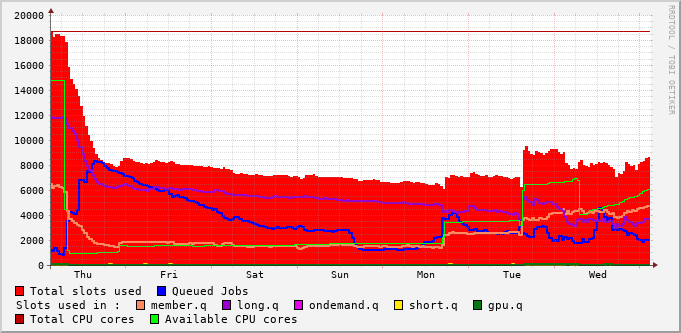 RRDTOOL / TOBI OETIKER
20000
18000
16000
14000
12000
10000
8000
6000
4000
2000
0
Thu Fri Sat Sun Mon Tue Wed
Total slots used Queued Jobs
Slots used in : member.q long.q ondemand.q short.q gpu.q
Total CPU cores Available CPU cores